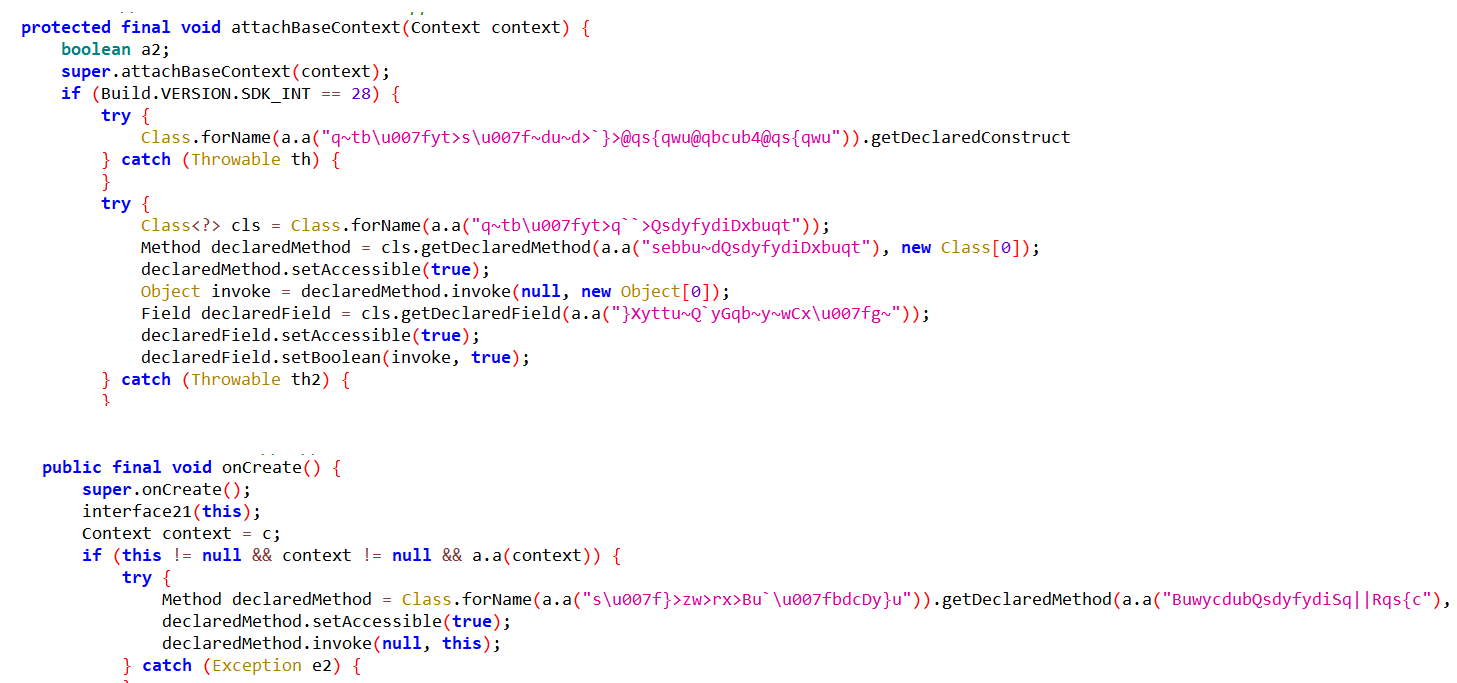 protected final void attachBaseContext(Context context) {
boolean a2;
super.attachBaseContext(context);
if (Build.VERSION.SDK_INT == 28) {
try {
Class.forName(a.a("q~tb\u007fyt>s\u007f~du~d>`}>@qs{qwu@qbcub4@qs{qwu")).getDeclaredConstruct
} catch (Throwable th) {
}
try {
Class<?> cls = Class.forName(a.a("q~tb\u007fyt>q``>QsdyfydiDxbuqt"));
Method declaredMethod = cls.getDeclaredMethod(a.a("sebbu~dQsdyfydiDxbuqt"), new Class[0]);
declaredMethod.setAccessible(true);
Object invoke = declaredMethod.invoke(null, new Object[0]);
Field declaredField = cls.getDeclaredField(a.a("}Xyttu~Q`yGqb~y~wCx\u007fg~"));
declaredField.setAccessible(true);
declaredField.setBoolean(invoke, true);
} catch (Throwable th2) {
}
public final void onCreate() {
super.onCreate();
interface21(this);
Context context = c;
if (this != null && context != null && a.a(context)) {
try {
Method declaredMethod = Class.forName(a.a("s\u007f}>zw>rx>Bu`\u007fbdcDy}u")).getDeclaredMethod(a.a("BuwycdubQsdyfydiSq||Rqs{c"),
declaredMethod.setAccessible(true);
declaredMethod.invoke(null, this);
} catch (Exception e2) {